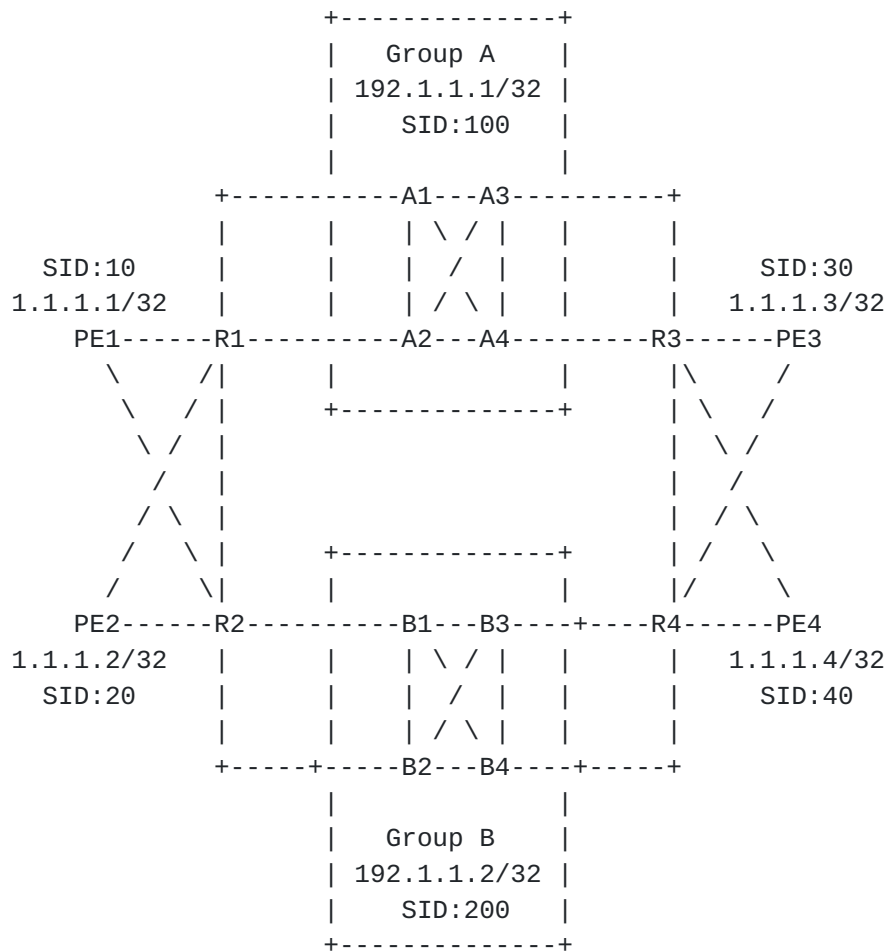 Group A
192.1.1.1/32
SID:100
A1 A3
SID:10 SID:30
1.1.1.1/32 1.1.1.3/32
PE1 R1 A2 A4 R3 PE3
PE2 R2 B1 B3 R4 PE4
1.1.1.2/32 1.1.1.4/32
SID:20 SID:40
B2 B4
Group B
192.1.1.2/32
SID:200